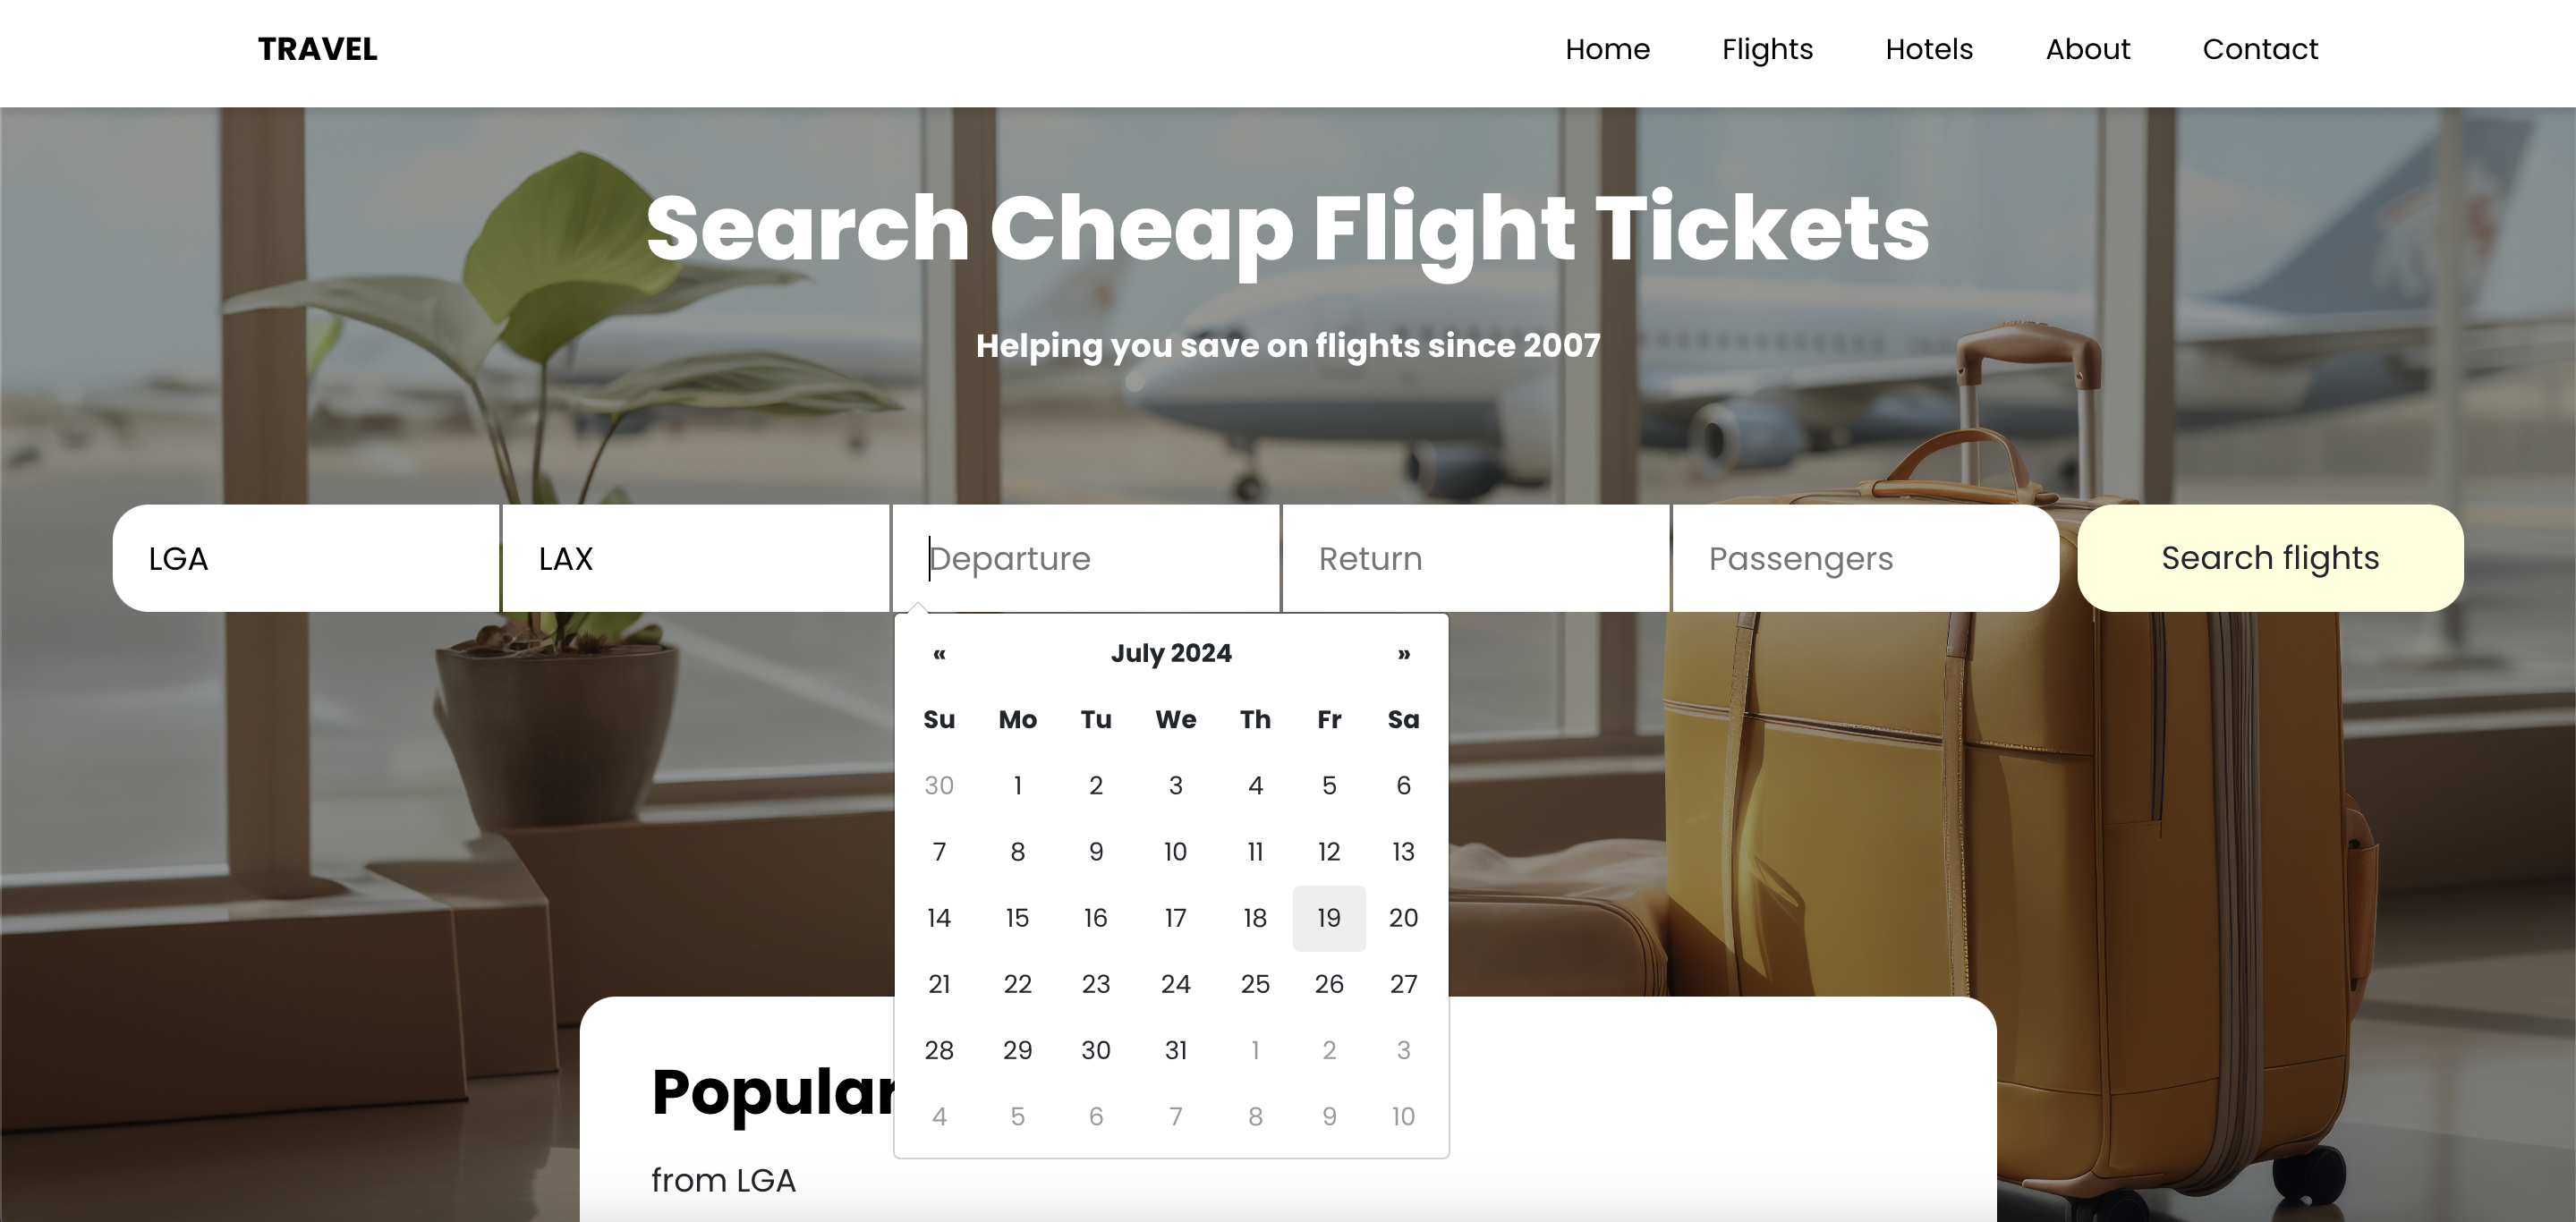 TRAVEL
Home Flights Hotels About Contact
Search Cheap Flight Tickets
Helping you save on flights since 2007
LGA LAX Departure Return Passengers Search flights
« July 2024 »
Su Mo Tu We Th Fr Sa
30 1 2 3 4 5 6
7 8 9 10 11 12 13
14 15 16 17 18 19 20
21 22 23 24 25 26 27
28 29 30 31 1 2 3
4 5 6 7 8 9 10
Popular
from LGA